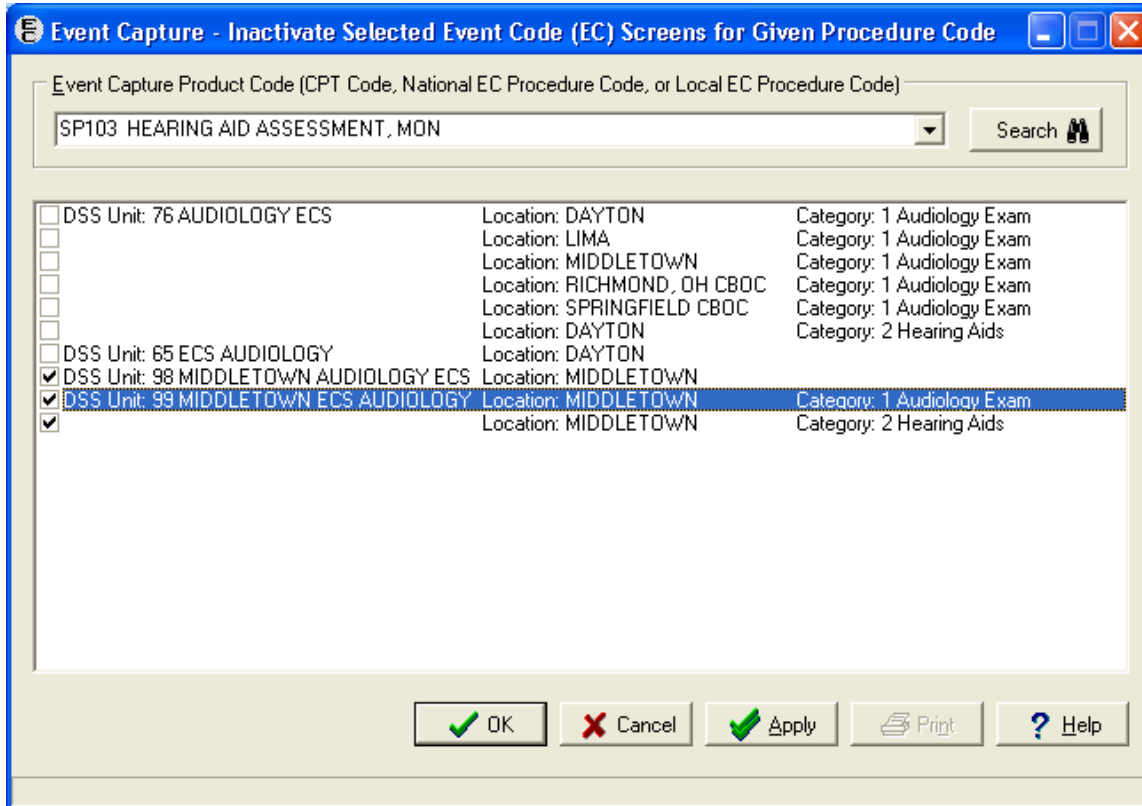 Event Capture - Inactivate Selected Event Code (EC) Screens for Given Procedure Code
Event Capture Product Code (CPT Code, National EC Procedure Code, or Local EC Procedure Code)
SP103 HEARING AID ASSESSMENT, MON Search
DSS Unit: 76 AUDIOLOGY ECS Location: DAYTON Category: 1 Audiology Exam
Location: LIMA Category: 1 Audiology Exam
Location: MIDDLETOWN Category: 1 Audiology Exam
Location: RICHMOND, OH CBOC Category: 1 Audiology Exam
Location: SPRINGFIELD CBOC Category: 1 Audiology Exam
Location: DAYTON Category: 2 Hearing Aids
DSS Unit: 65 ECS AUDIOLOGY Location: DAYTON
DSS Unit: 98 MIDDLETOWN AUDIOLOGY ECS Location: MIDDLETOWN
DSS Unit: 99 MIDDLETOWN ECS AUDIOLOGY Location: MIDDLETOWN Category: 1 Audiology Exam
Location: MIDDLETOWN Category: 2 Hearing Aids
OK Cancel Apply Print ? Help